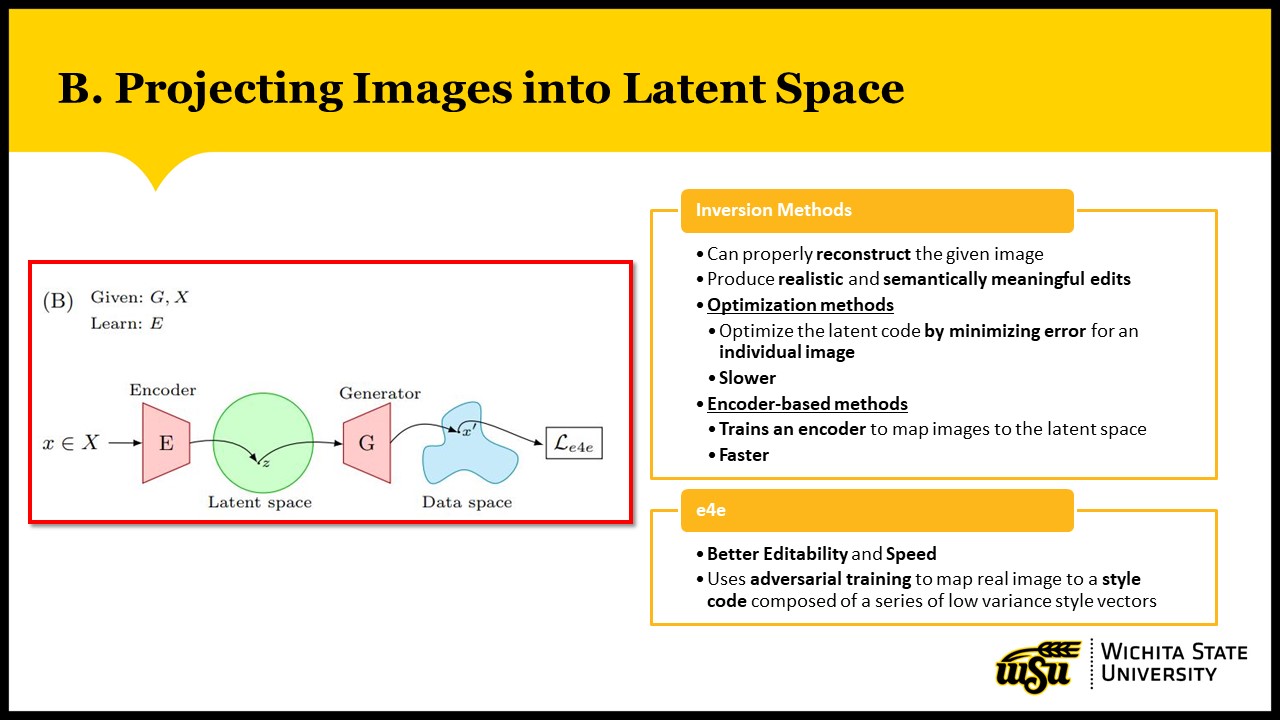 B. Projecting Images into Latent Space
(B) Given: G, X
Learn: E
Encoder
Generator
x ∈ X
E
z
G
x'
ℒe4e
Latent space
Data space
Inversion Methods
•Can properly reconstruct the given image
•Produce realistic and semantically meaningful edits
•Optimization methods
•Optimize the latent code by minimizing error for an
individual image
•Slower
•Encoder-based methods
•Trains an encoder to map images to the latent space
•Faster
e4e
•Better Editability and Speed
•Uses adversarial training to map real image to a style
code composed of a series of low variance style vectors
WSU
WICHITA STATE
UNIVERSITY